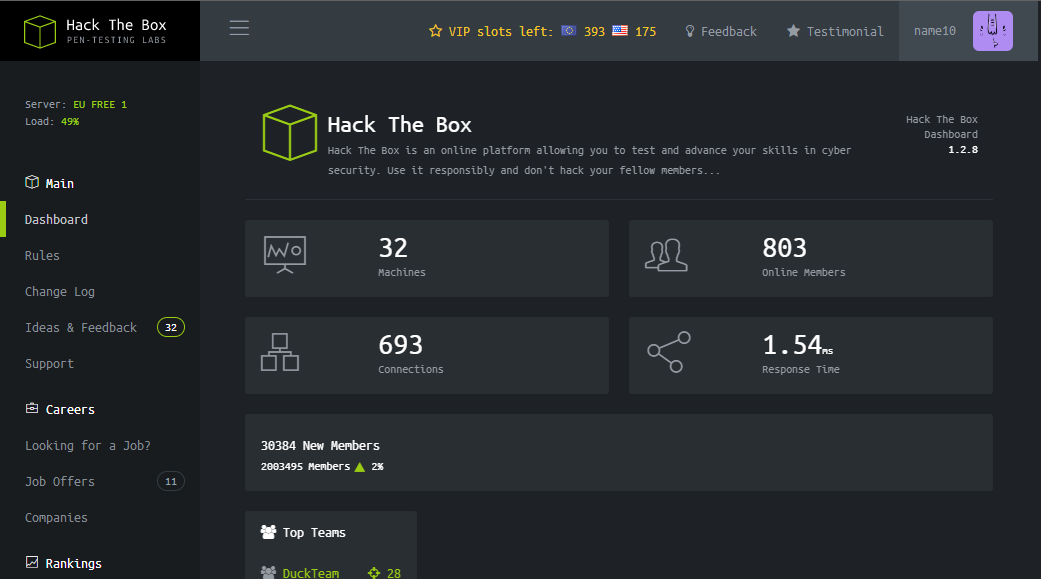 Hack The Box
PEN-TESTING LABS
VIP slots left: 393 175
Feedback
Testimonial
name10
Server: EU FREE 1
Load: 49%
Main
Dashboard
Rules
Change Log
Ideas & Feedback 32
Support
Careers
Looking for a Job?
Job Offers 11
Companies
Rankings
Hack The Box
Hack The Box is an online platform allowing you to test and advance your skills in cyber
security. Use it responsibly and don't hack your fellow members...
Hack The Box
Dashboard
1.2.8
32
Machines
803
Online Members
693
Connections
1.54ms
Response Time
30384 New Members
2003495 Members 2%
Top Teams
DuckTeam 28